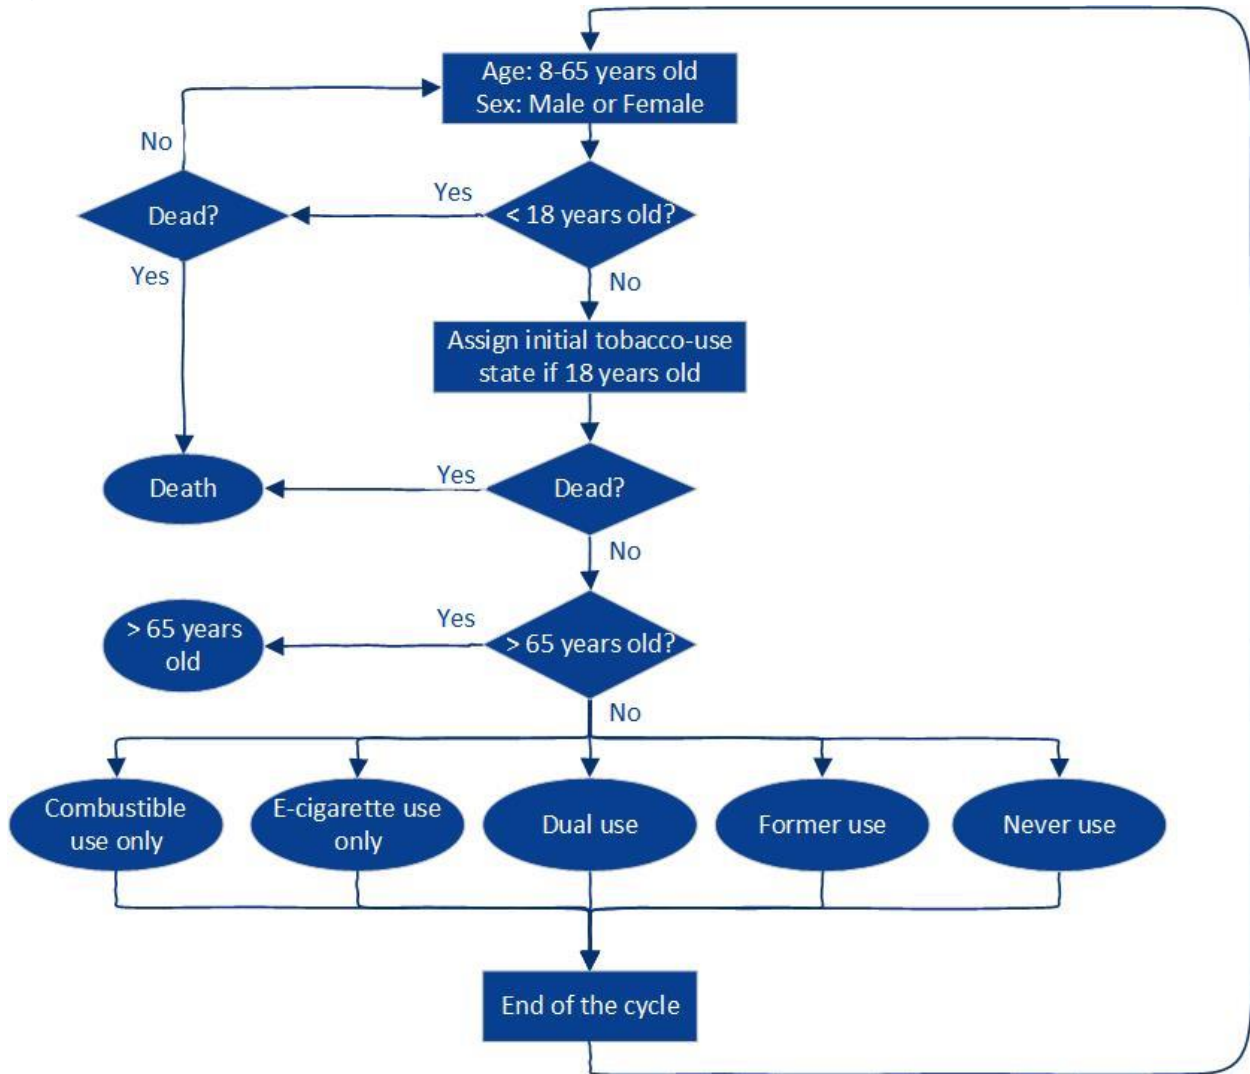 Age: 8-65 years old
Sex: Male or Female
No
Yes
Dead?
< 18 years old?
Yes
No
Assign initial tobacco-use
state if 18 years old
Yes
Death
Dead?
No
Yes
> 65 years
old
> 65 years old?
No
Combustible
use only
E-cigarette use
only
Dual use
Former use
Never use
End of the cycle